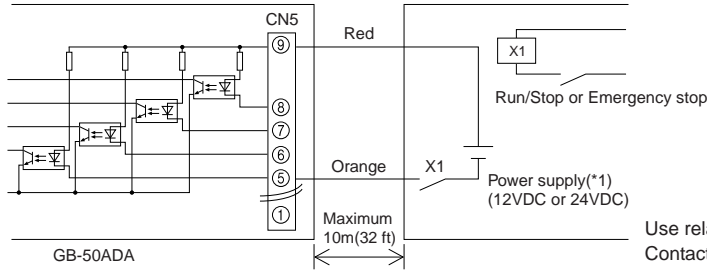 CN5
⑨
Red
X1
Run/Stop or Emergency stop
⑧
⑦
⑥
⑤
Orange
X1
Power supply(*1)
(12VDC or 24VDC)
①
Maximum
10m(32 ft)
GB-50ADA
Use rela
Contact